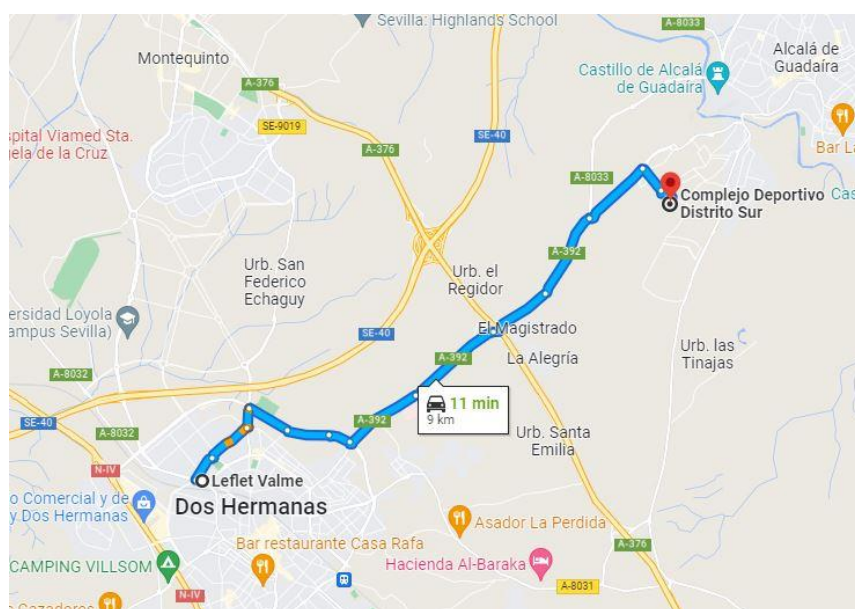 Sevilla: Highlands School
A-8033
Montequinto
Alcalá de
Guadaíra
Castillo de Alcalá
de Guadaíra
A-376
SE-9019
SE-40
spital Viamed Sta.
uela de la Cruz
A-376
Bar La
A-8033
Complejo Deportivo
Distrito Sur
Cas
A-392
Urb. San
Federico
Echaguy
Urb. el
Regidor
ersidad Loyola
ampus Sevilla)
SE-40
El Magistrado
La Alegría
Urb. las
Tinajas
A-392
A-8032
11 min
9 km
SE-40
A-8032
A-392
Urb. Santa
Emilia
N-IV
Leflet Valme
Dos Hermanas
o Comercial y de
y Dos Hermanas
Asador La Perdida
Bar restaurante Casa Rafa
A-376
CAMPING VILLSOM
Hacienda Al-Baraka
A-8031
N-IV